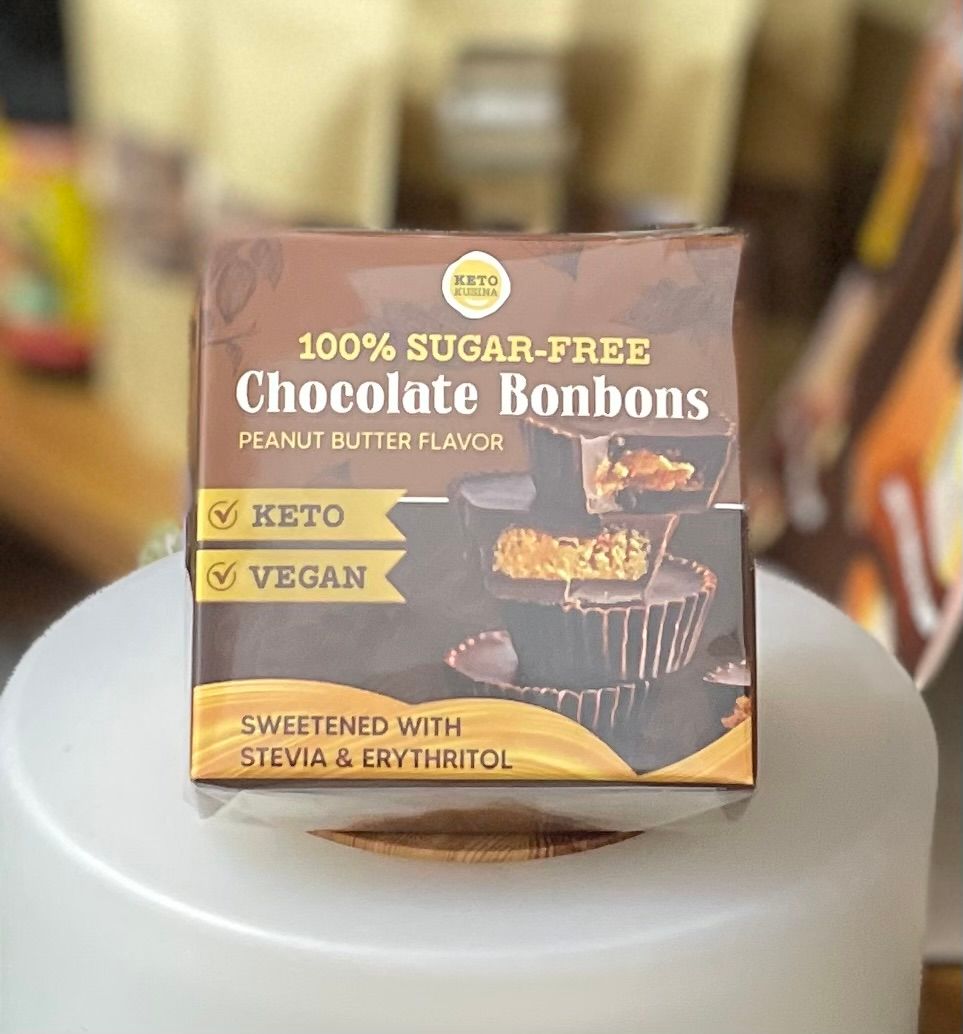 KETO
KUSINA
100% SUGAR-FREE
Chocolate Bonbons
PEANUT BUTTER FLAVOR
KETO
VEGAN
SWEETENED WITH
STEVIA & ERYTHRITOL